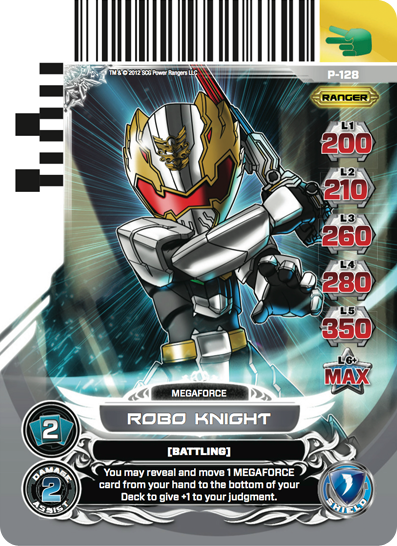 TM & © 2012 SCG Power Rangers LLC
P-128
RANGER
L1
200
L2
210
L3
260
L4
280
L5
350
L6+
MAX
MEGAFORCE
ROBO KNIGHT
2
[BATTLING]
You may reveal and move 1 MEGAFORCE
card from your hand to the bottom of your
Deck to give +1 to your judgment.
DAMAGE
2
ASSIST
SHIELD